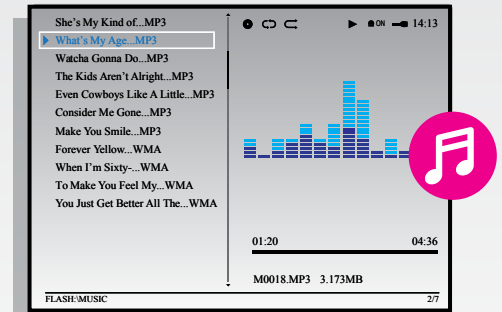 She's My Kind of...MP3
What's My Age...MP3
Watcha Gonna Do...MP3
The Kids Aren't Alright...MP3
Even Cowboys Like A Little...MP3
Consider Me Gone...MP3
Make You Smile...MP3
Forever Yellow...WMA
When I'm Sixty-...WMA
To Make You Feel My...WMA
You Just Get Better All The...WMA
ON 14:13
01:20 04:36
M0018.MP3 3.173MB
FLASH:\MUSIC 2/7